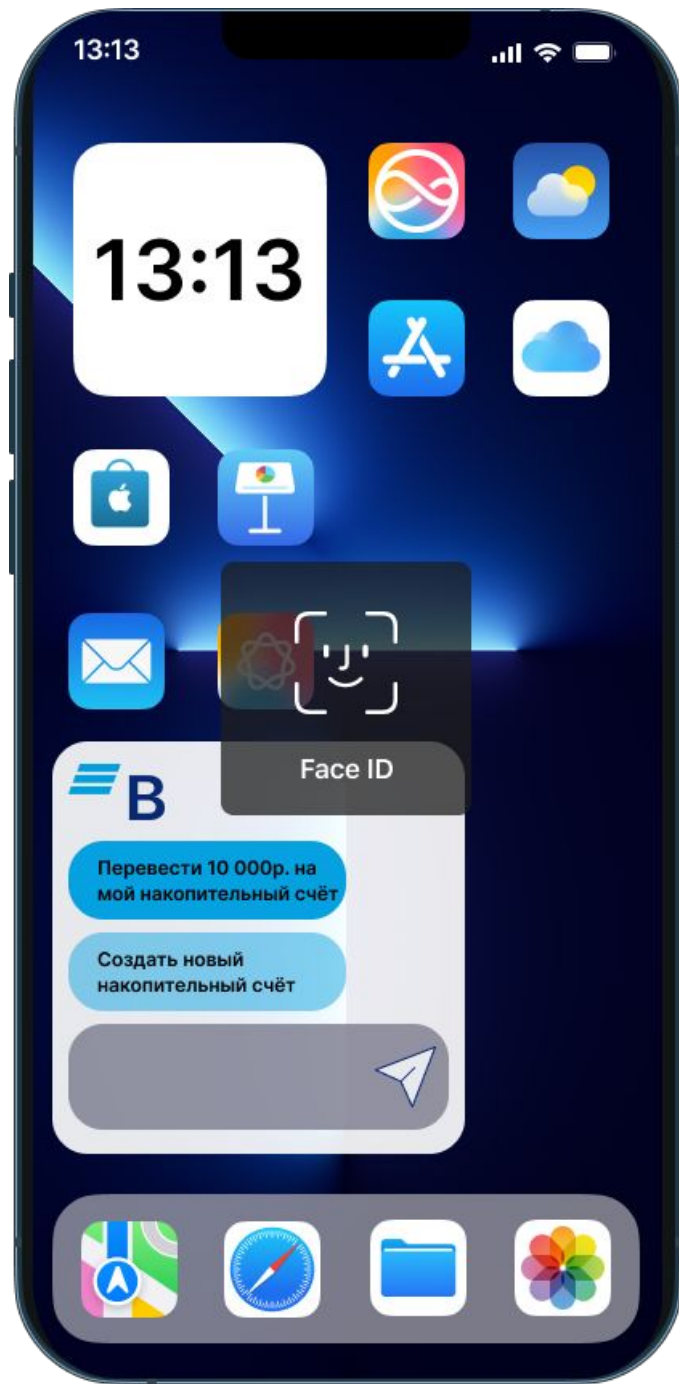 13:13
13:13
Face ID
B
Перевести 10 000р. на
мой накопительный счёт
Создать новый
накопительный счёт